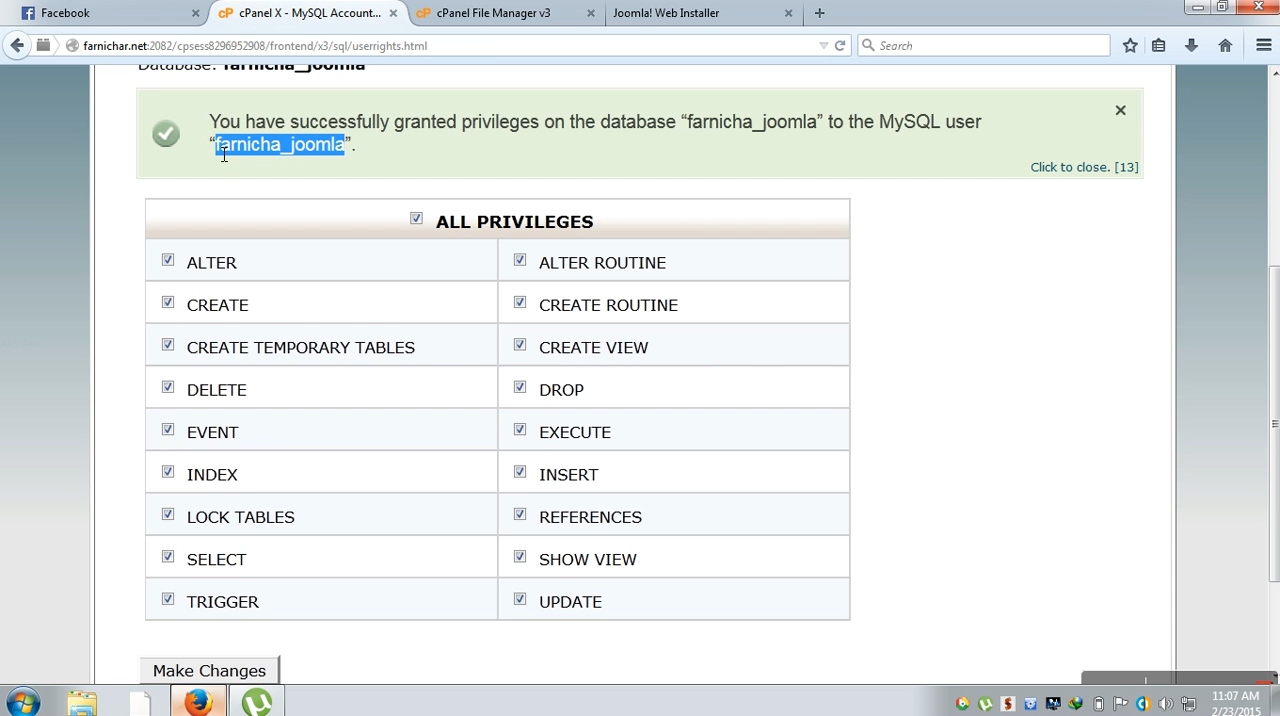 Facebook
cPanel X - MySQL Account...
cPanel File Manager v3
Joomla! Web Installer
farnichar.net:2082/cpsess8296952908/frontend/x3/sql/userrights.html
Search
Database: farnicha_joomla
You have successfully granted privileges on the database “farnicha_joomla” to the MySQL user
“farnicha_joomla”.
Click to close. [13]
ALL PRIVILEGES
ALTER
ALTER ROUTINE
CREATE
CREATE ROUTINE
CREATE TEMPORARY TABLES
CREATE VIEW
DELETE
DROP
EVENT
EXECUTE
INDEX
INSERT
LOCK TABLES
REFERENCES
SELECT
SHOW VIEW
TRIGGER
UPDATE
Make Changes
11:07 AM
2/23/2015